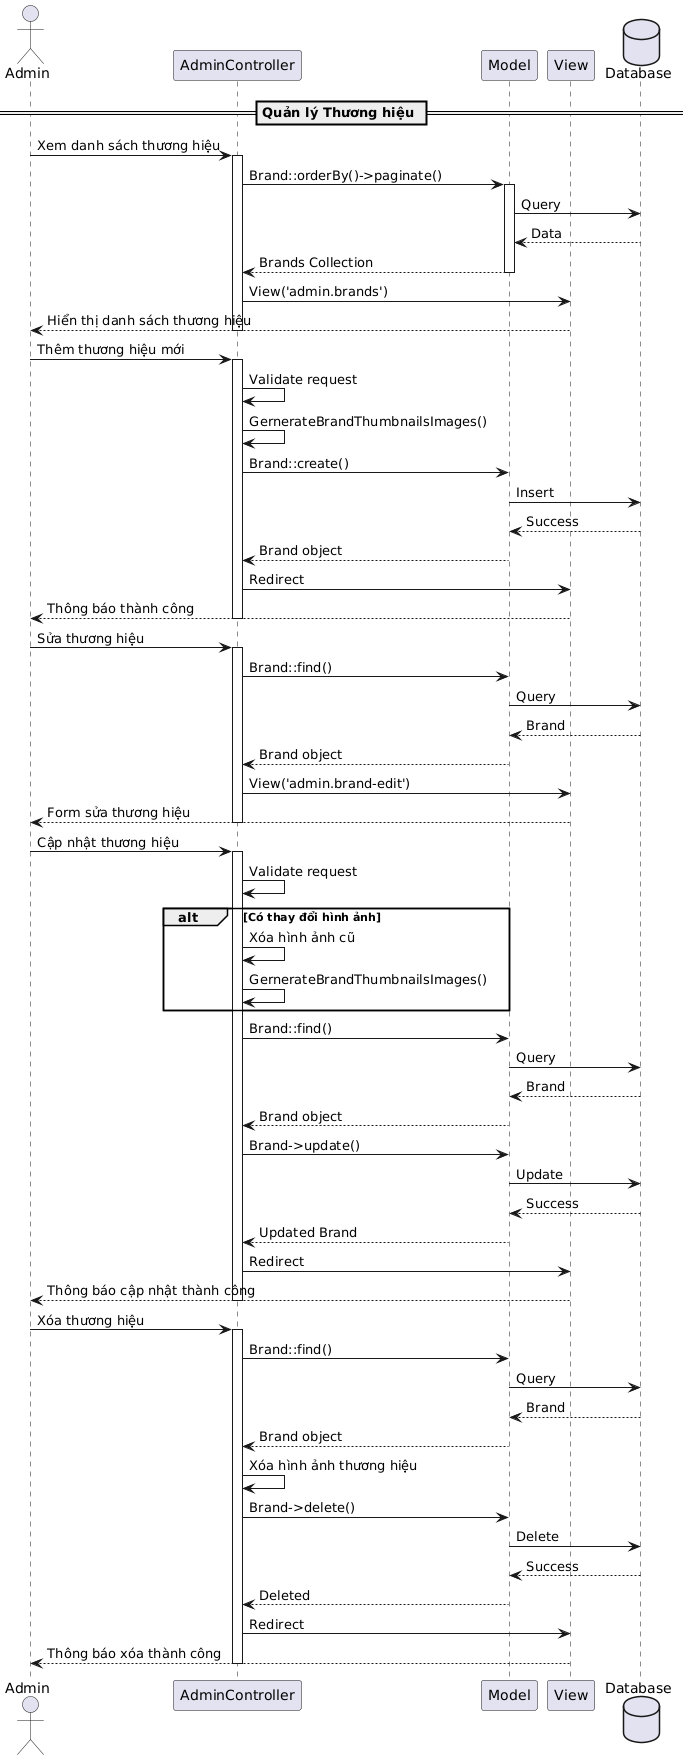 Admin
AdminController
Model
View
Database
Quản lý Thương hiệu
Xem danh sách thương hiệu
Brand::orderBy()->paginate()
Query
Data
Brands Collection
View('admin.brands')
Hiển thị danh sách thương hiệu
Thêm thương hiệu mới
Validate request
GernerateBrandThumbnailsImages()
Brand::create()
Insert
Success
Brand object
Redirect
Thông báo thành công
Sửa thương hiệu
Brand::find()
Query
Brand
Brand object
View('admin.brand-edit')
Form sửa thương hiệu
Cập nhật thương hiệu
Validate request
alt [Có thay đổi hình ảnh]
Xóa hình ảnh cũ
GernerateBrandThumbnailsImages()
Brand::find()
Query
Brand
Brand object
Brand->update()
Update
Success
Updated Brand
Redirect
Thông báo cập nhật thành công
Xóa thương hiệu
Brand::find()
Query
Brand
Brand object
Xóa hình ảnh thương hiệu
Brand->delete()
Delete
Success
Deleted
Redirect
Thông báo xóa thành công
Admin
AdminController
Model
View
Database